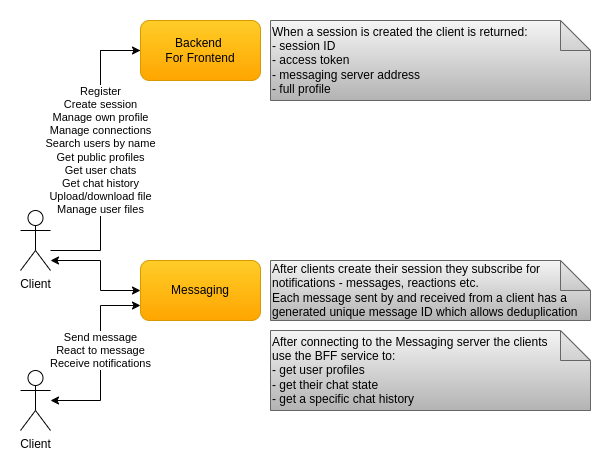 Backend
For Frontend
When a session is created the client is returned:
- session ID
- access token
- messaging server address
- full profile
Register
Create session
Manage own profile
Manage connections
Search users by name
Get public profiles
Get user chats
Get chat history
Upload/download file
Manage user files
Client
Messaging
After clients create their session they subscribe for
notifications - messages, reactions etc.
Each message sent by and received from a client has a
generated unique message ID which allows deduplication
Send message
React to message
Receive notifications
After connecting to the Messaging server the clients
use the BFF service to:
- get user profiles
- get their chat state
- get a specific chat history
Client